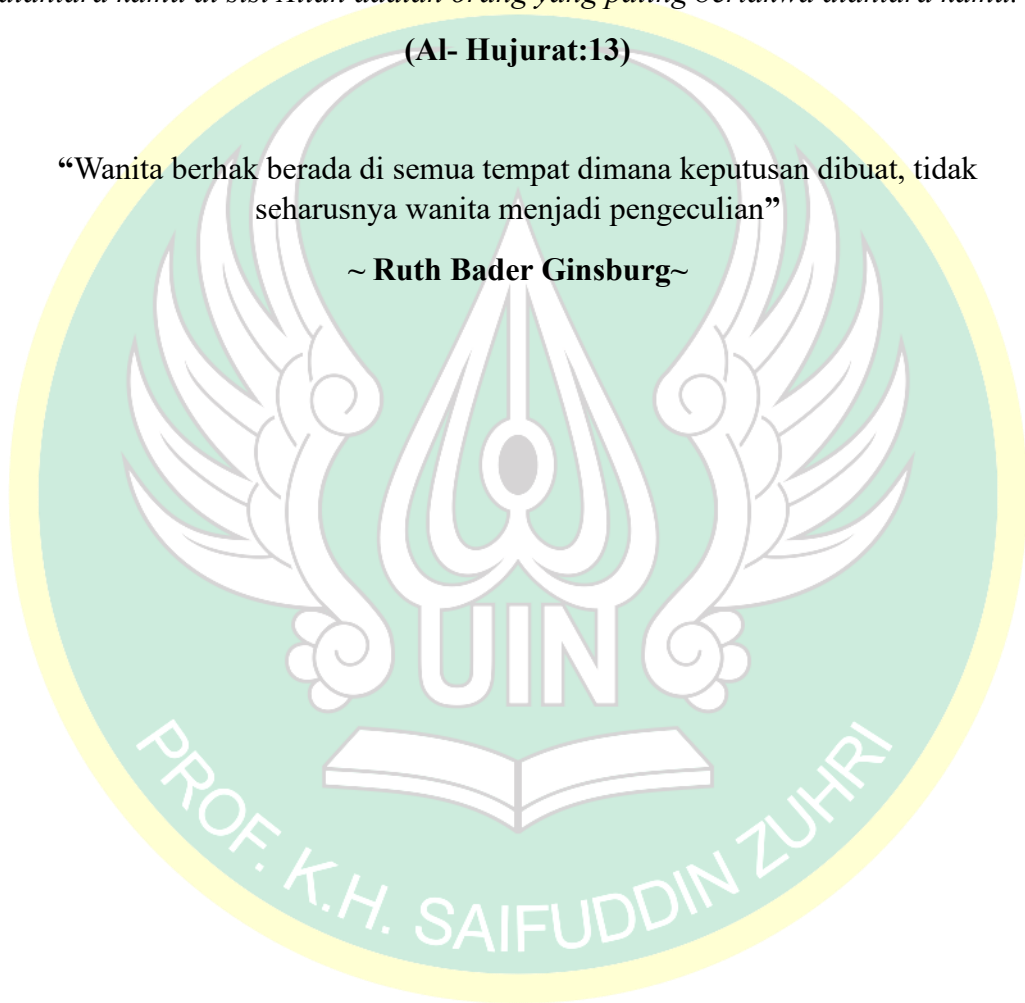 (Al- Hujurat:13)
“Wanita berhak berada di semua tempat dimana keputusan dibuat, tidak
seharusnya wanita menjadi pengeculian”
~ Ruth Bader Ginsburg~
UIN
PROF. K.H. SAIFUDDIN ZUHRI